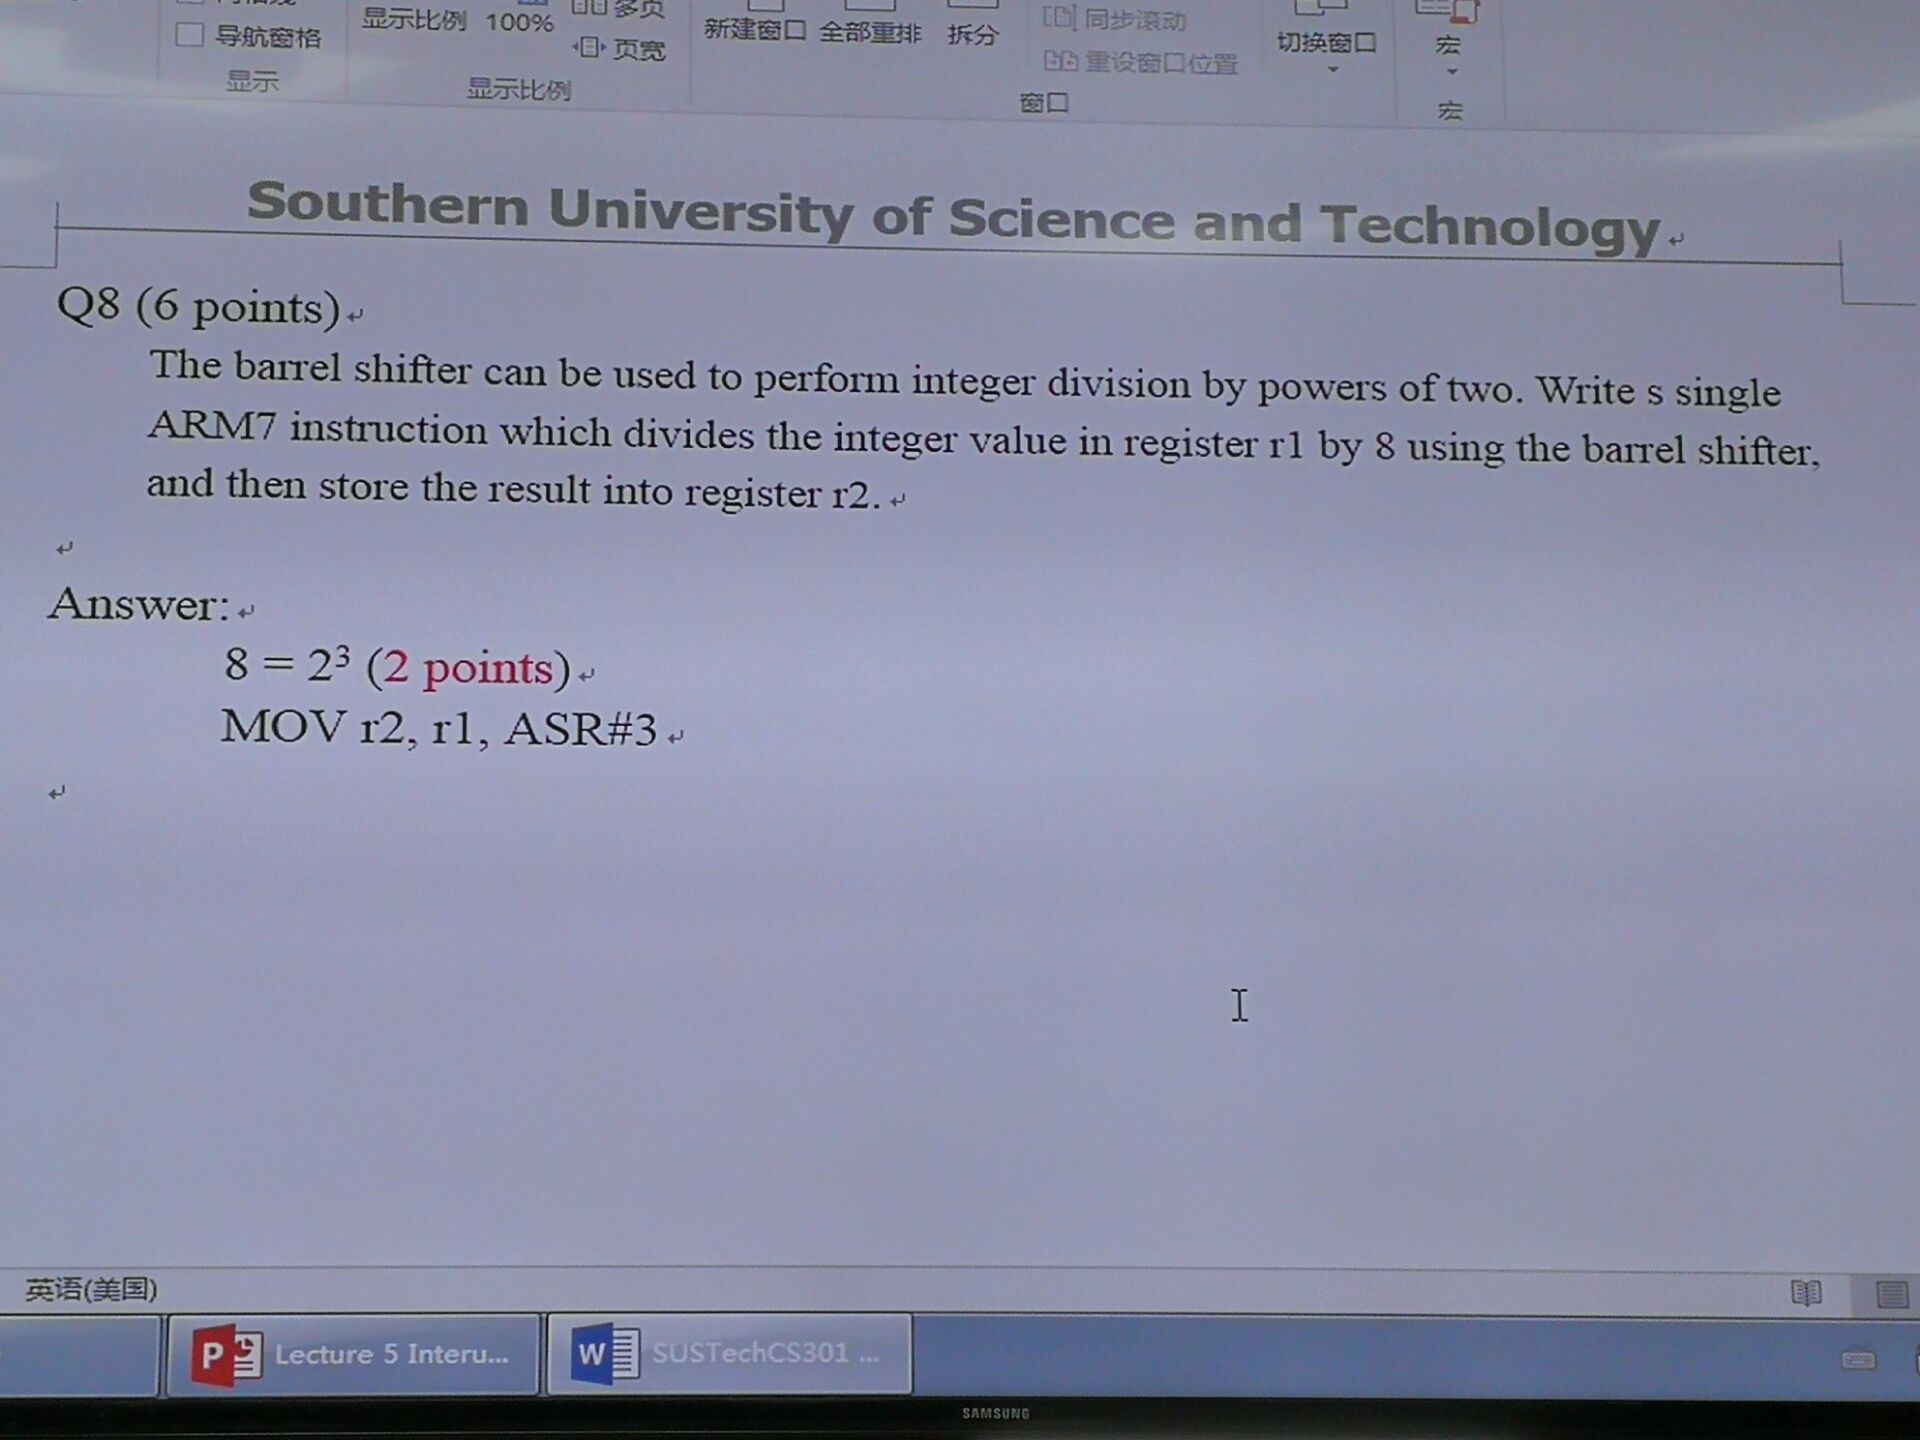 显示比例 100% 多页
新建窗口 全部重排 拆分 同步滚动 切换窗口 宏
导航窗格 页宽 重设窗口位置
显示 显示比例 窗口 宏
Southern University of Science and Technology
Q8 (6 points)
The barrel shifter can be used to perform integer division by powers of two. Write s single
ARM7 instruction which divides the integer value in register r1 by 8 using the barrel shifter,
and then store the result into register r2.
Answer:
8 = 2³ (2 points)
MOV r2, r1, ASR#3
英语(美国)
Lecture 5 Interu... SUSTechCS301 ...
SAMSUNG